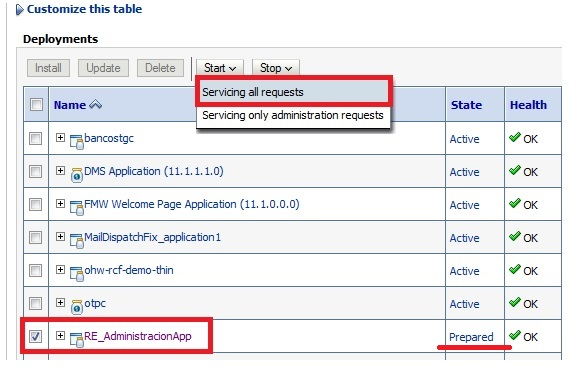 Customize this table
Deployments
Install Update Delete Start Stop
Servicing all requests
Servicing only administration requests
Name State Health
bancostgc Active OK
DMS Application (11.1.1.1.0) Active OK
FMW Welcome Page Application (11.1.0.0.0) Active OK
MailDispatchFix_application1 Active OK
ohw-rcf-demo-thin Active OK
otpc Active OK
RE_AdministracionApp Prepared OK